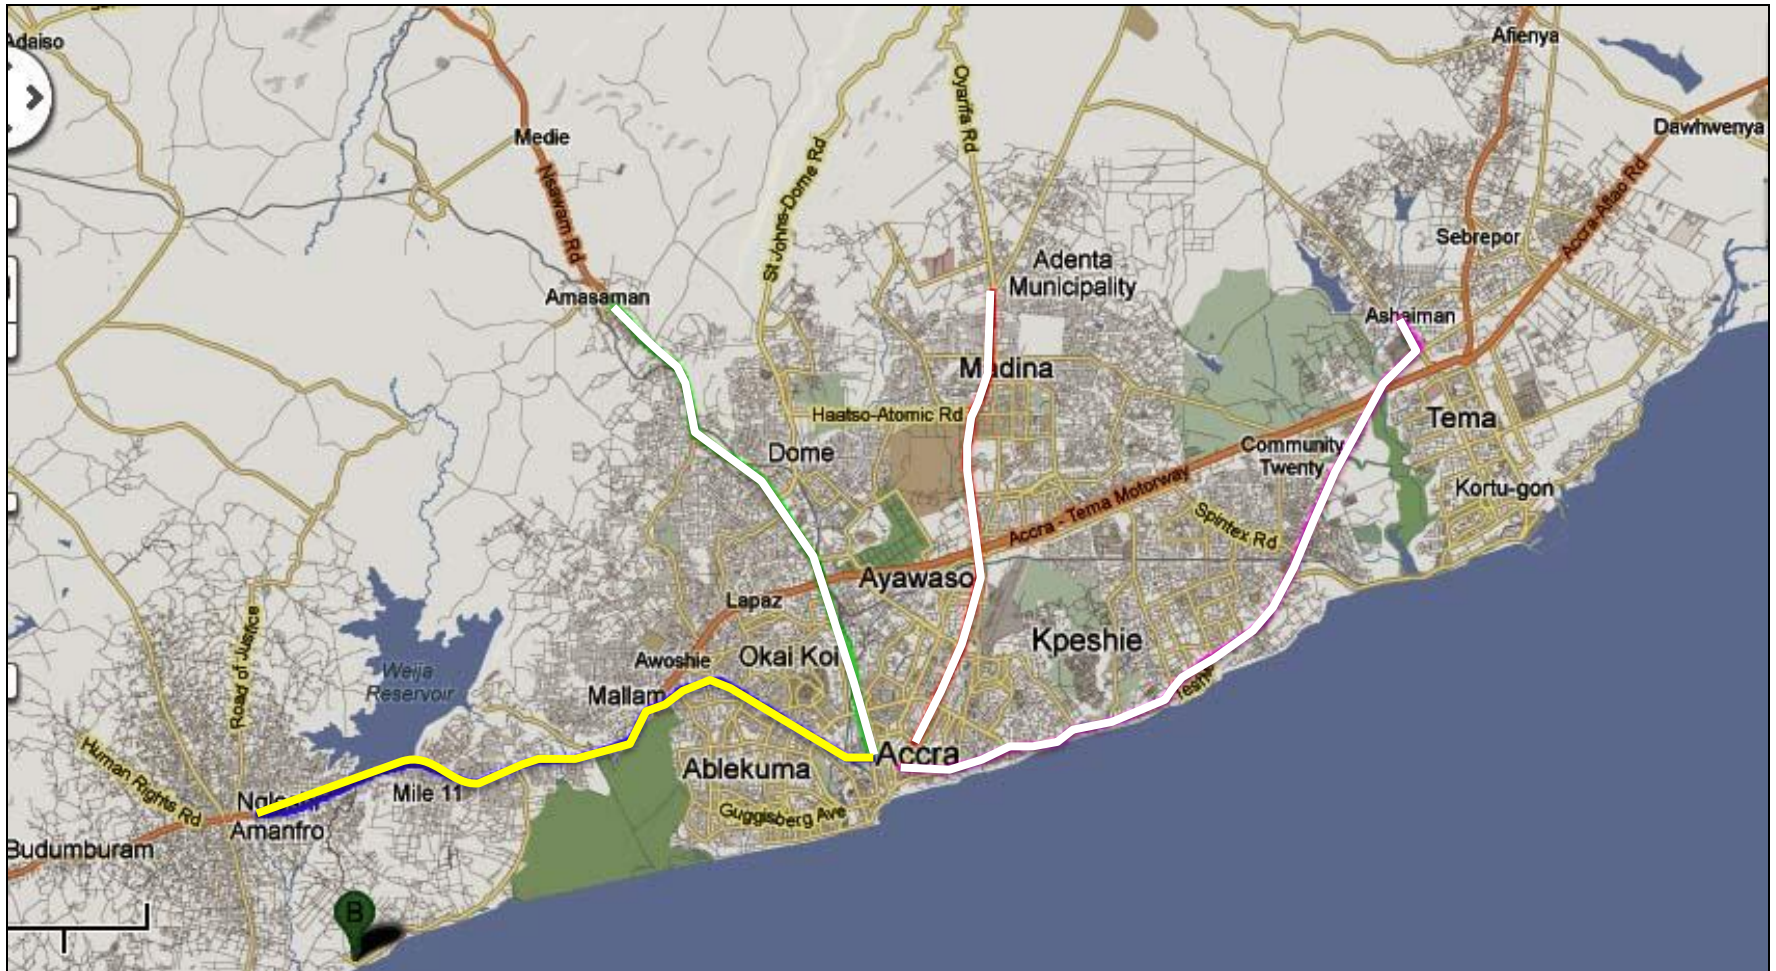 Adaiso
Afienya
Medie
Oyarifa Rd
Dawhwenya
Nsawam Rd
St Johns-Dome Rd
Accra-Aflao Rd
Sebrepor
Adenta
Municipality
Amasaman
Ashaiman
Madina
Haatso-Atomic Rd
Tema
Dome
Community
Twenty
Kortu-gon
Accra - Tema Motorway
Spintex Rd
Ayawaso
Lapaz
Road of Justice
Kpeshie
Okai Koi
Awoshie
Weija
Reservoir
Mallam
Human Rights Rd
Accra
Ablekuma
Mile 11
Guggisberg Ave
Amanfro
Budumburam
B